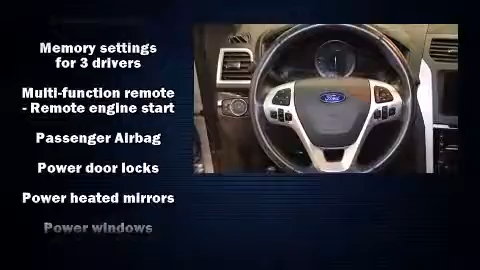 Memory settings
for 3 drivers
Multi-function remote
- Remote engine start
Passenger Airbag
Power door locks
Power heated mirrors
Power windows
Ford